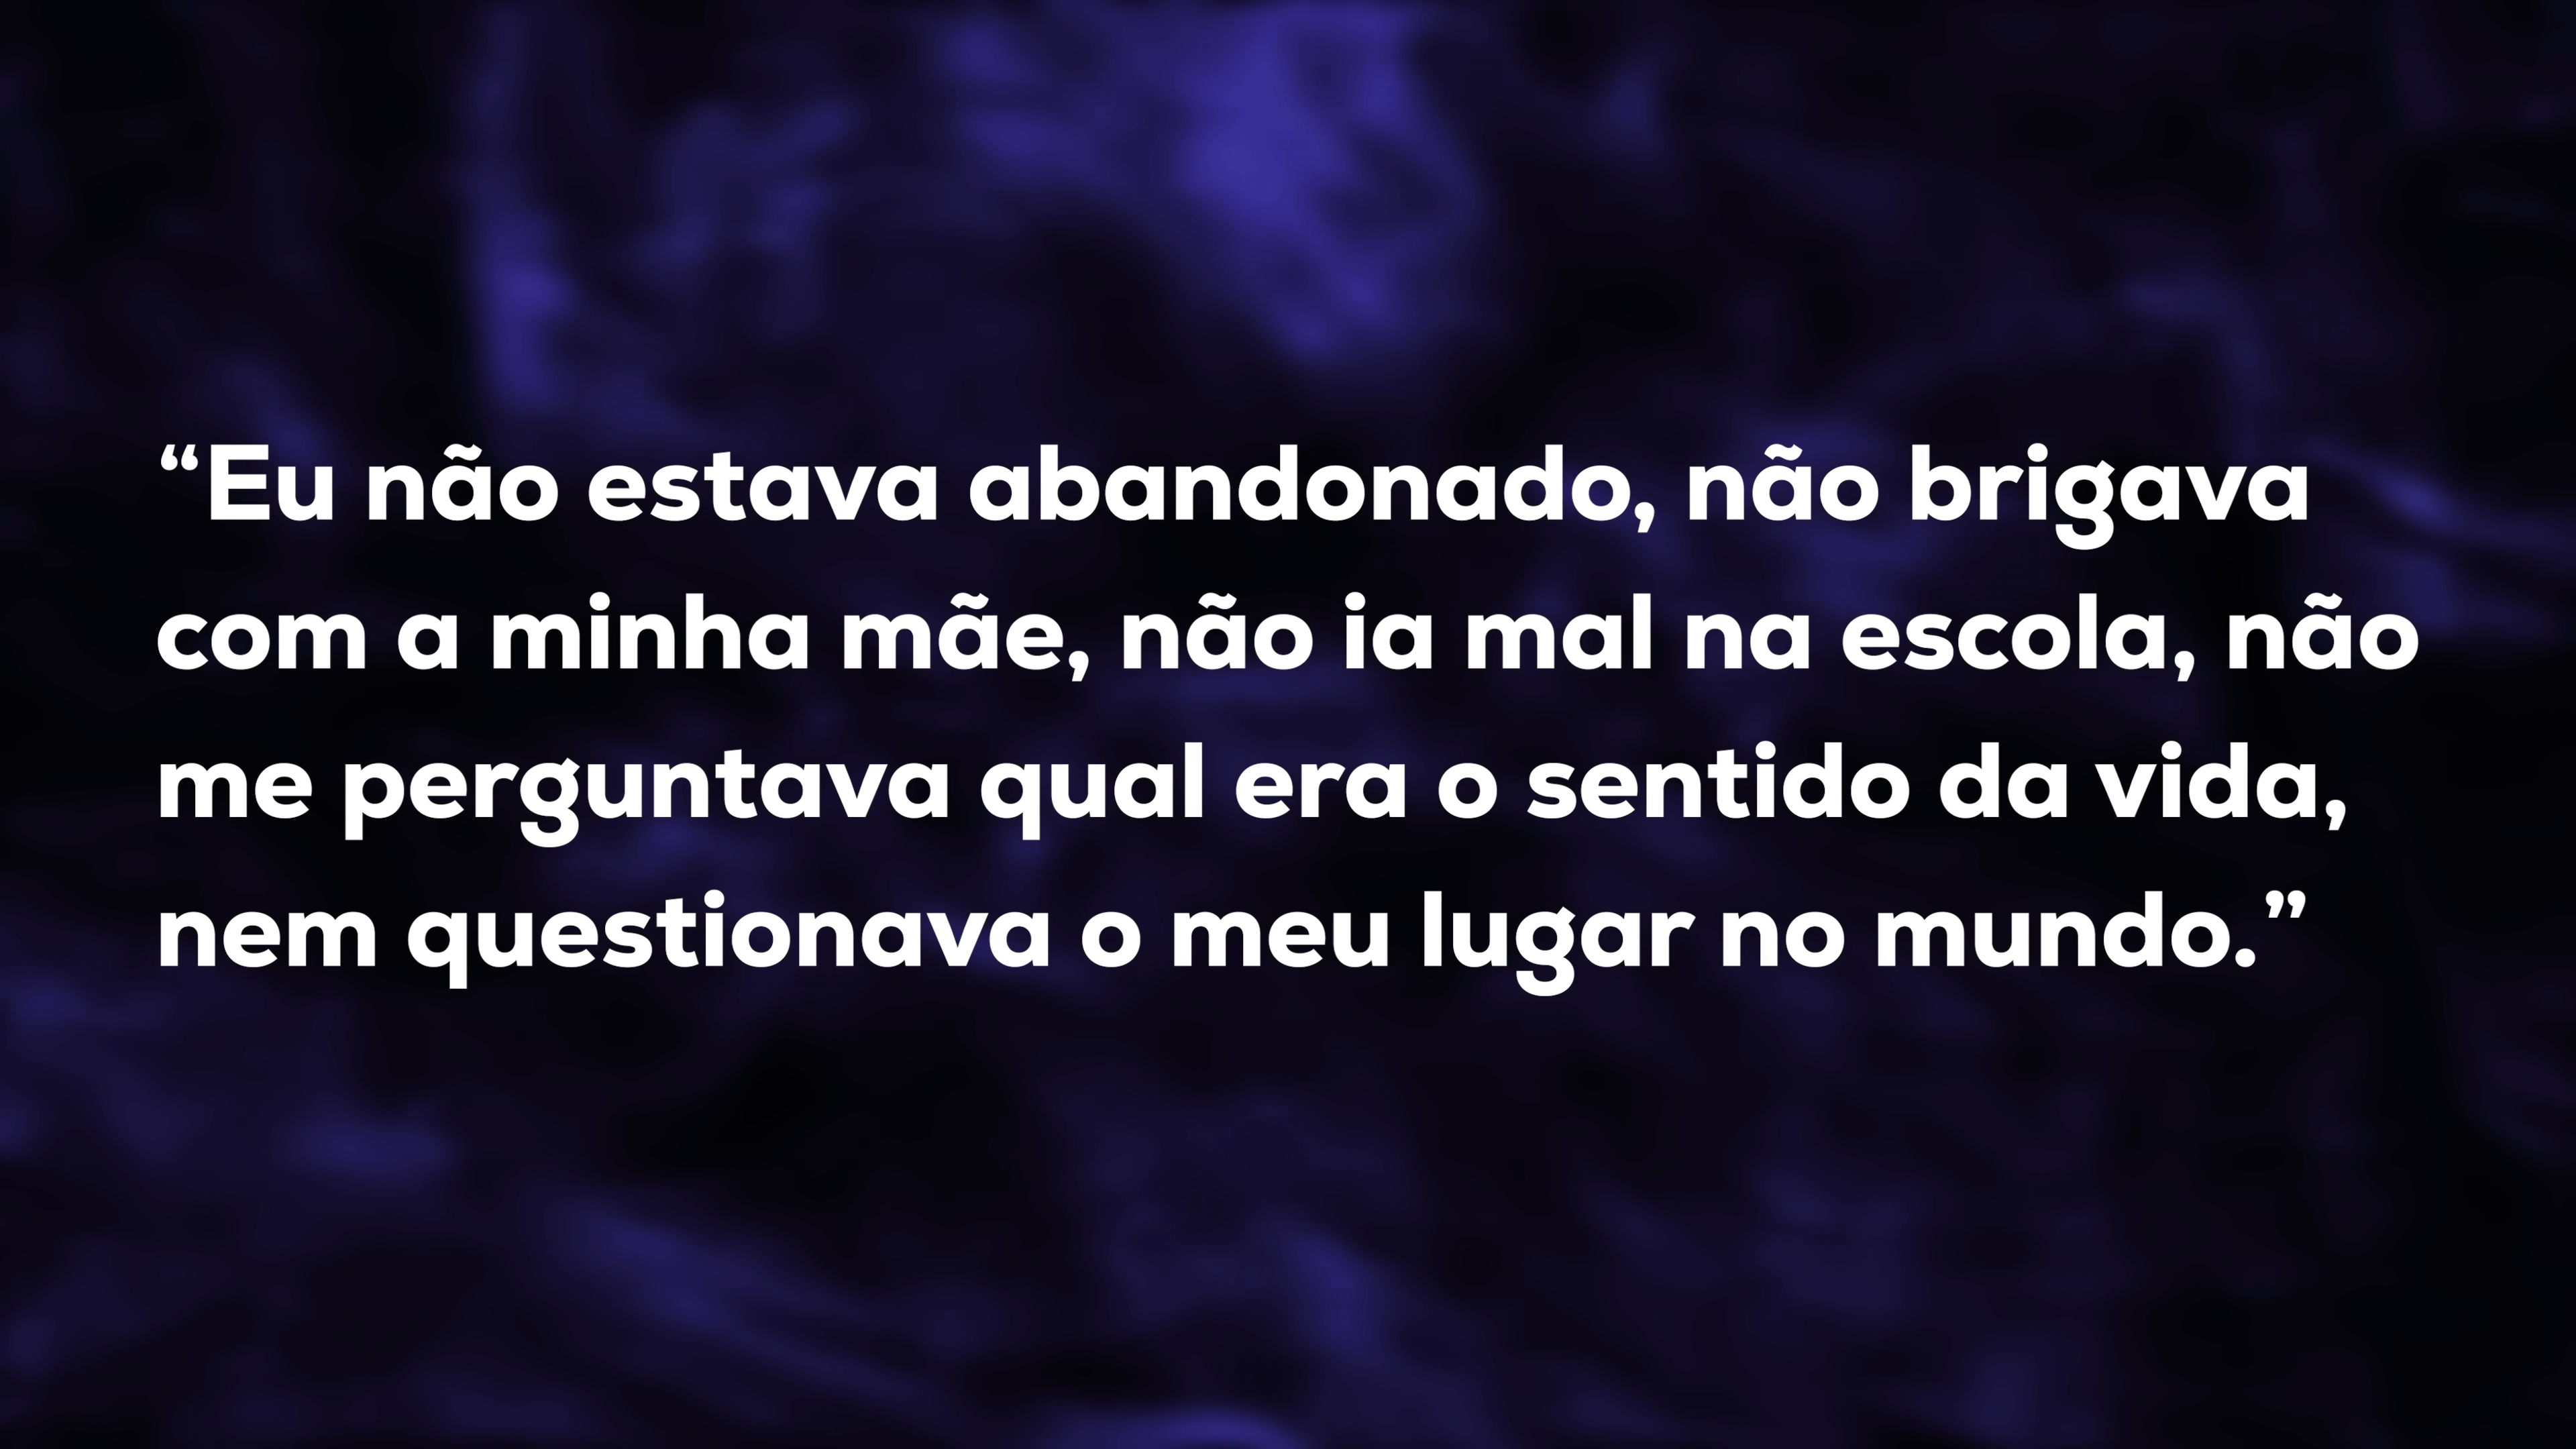 “Eu não estava abandonado, não brigava
com a minha mãe, não ia mal na escola, não
me perguntava qual era o sentido da vida,
nem questionava o meu lugar no mundo.”